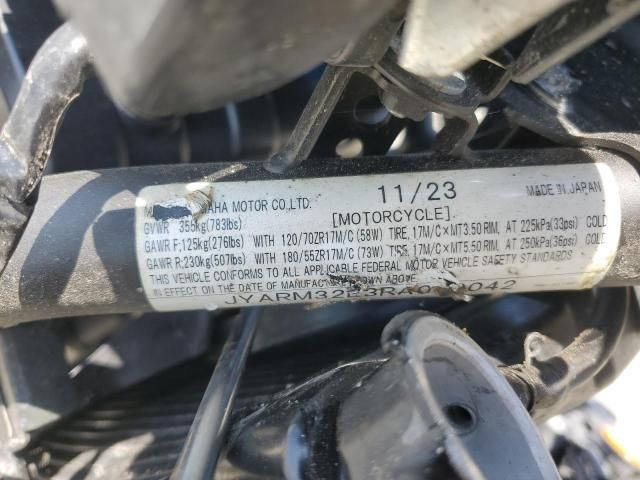 MOTOR CO.,LTD. 11/23 MADE IN JAPAN
GVWR 355kg(783lbs) [MOTORCYCLE]
GAWR F;125kg(276lbs) WITH 120/70ZR17M/C (58W) TIRE, 17M/C×MT3.50 RIM, AT 225kPa(33psi) COLD
GAWR R;230kg(507lbs) WITH 180/55ZR17M/C (73W) TIRE, 17M/C×MT5.50 RIM, AT 250kPa(36psi) COLD
THIS VEHICLE CONFORMS TO ALL APPLICABLE FEDERAL MOTOR VEHICLE SAFETY STANDARDS
IN EFFECT ON THE DATE OF MANUFACTURE SHOWN ABOVE.